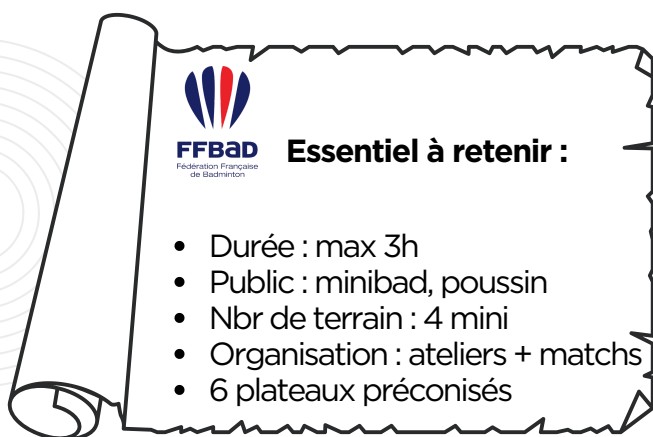 FFBaD
Fédération Française
de Badminton
Essentiel à retenir :
• Durée : max 3h
• Public : minibad, poussin
• Nbr de terrain : 4 mini
• Organisation : ateliers + matchs
• 6 plateaux préconisés